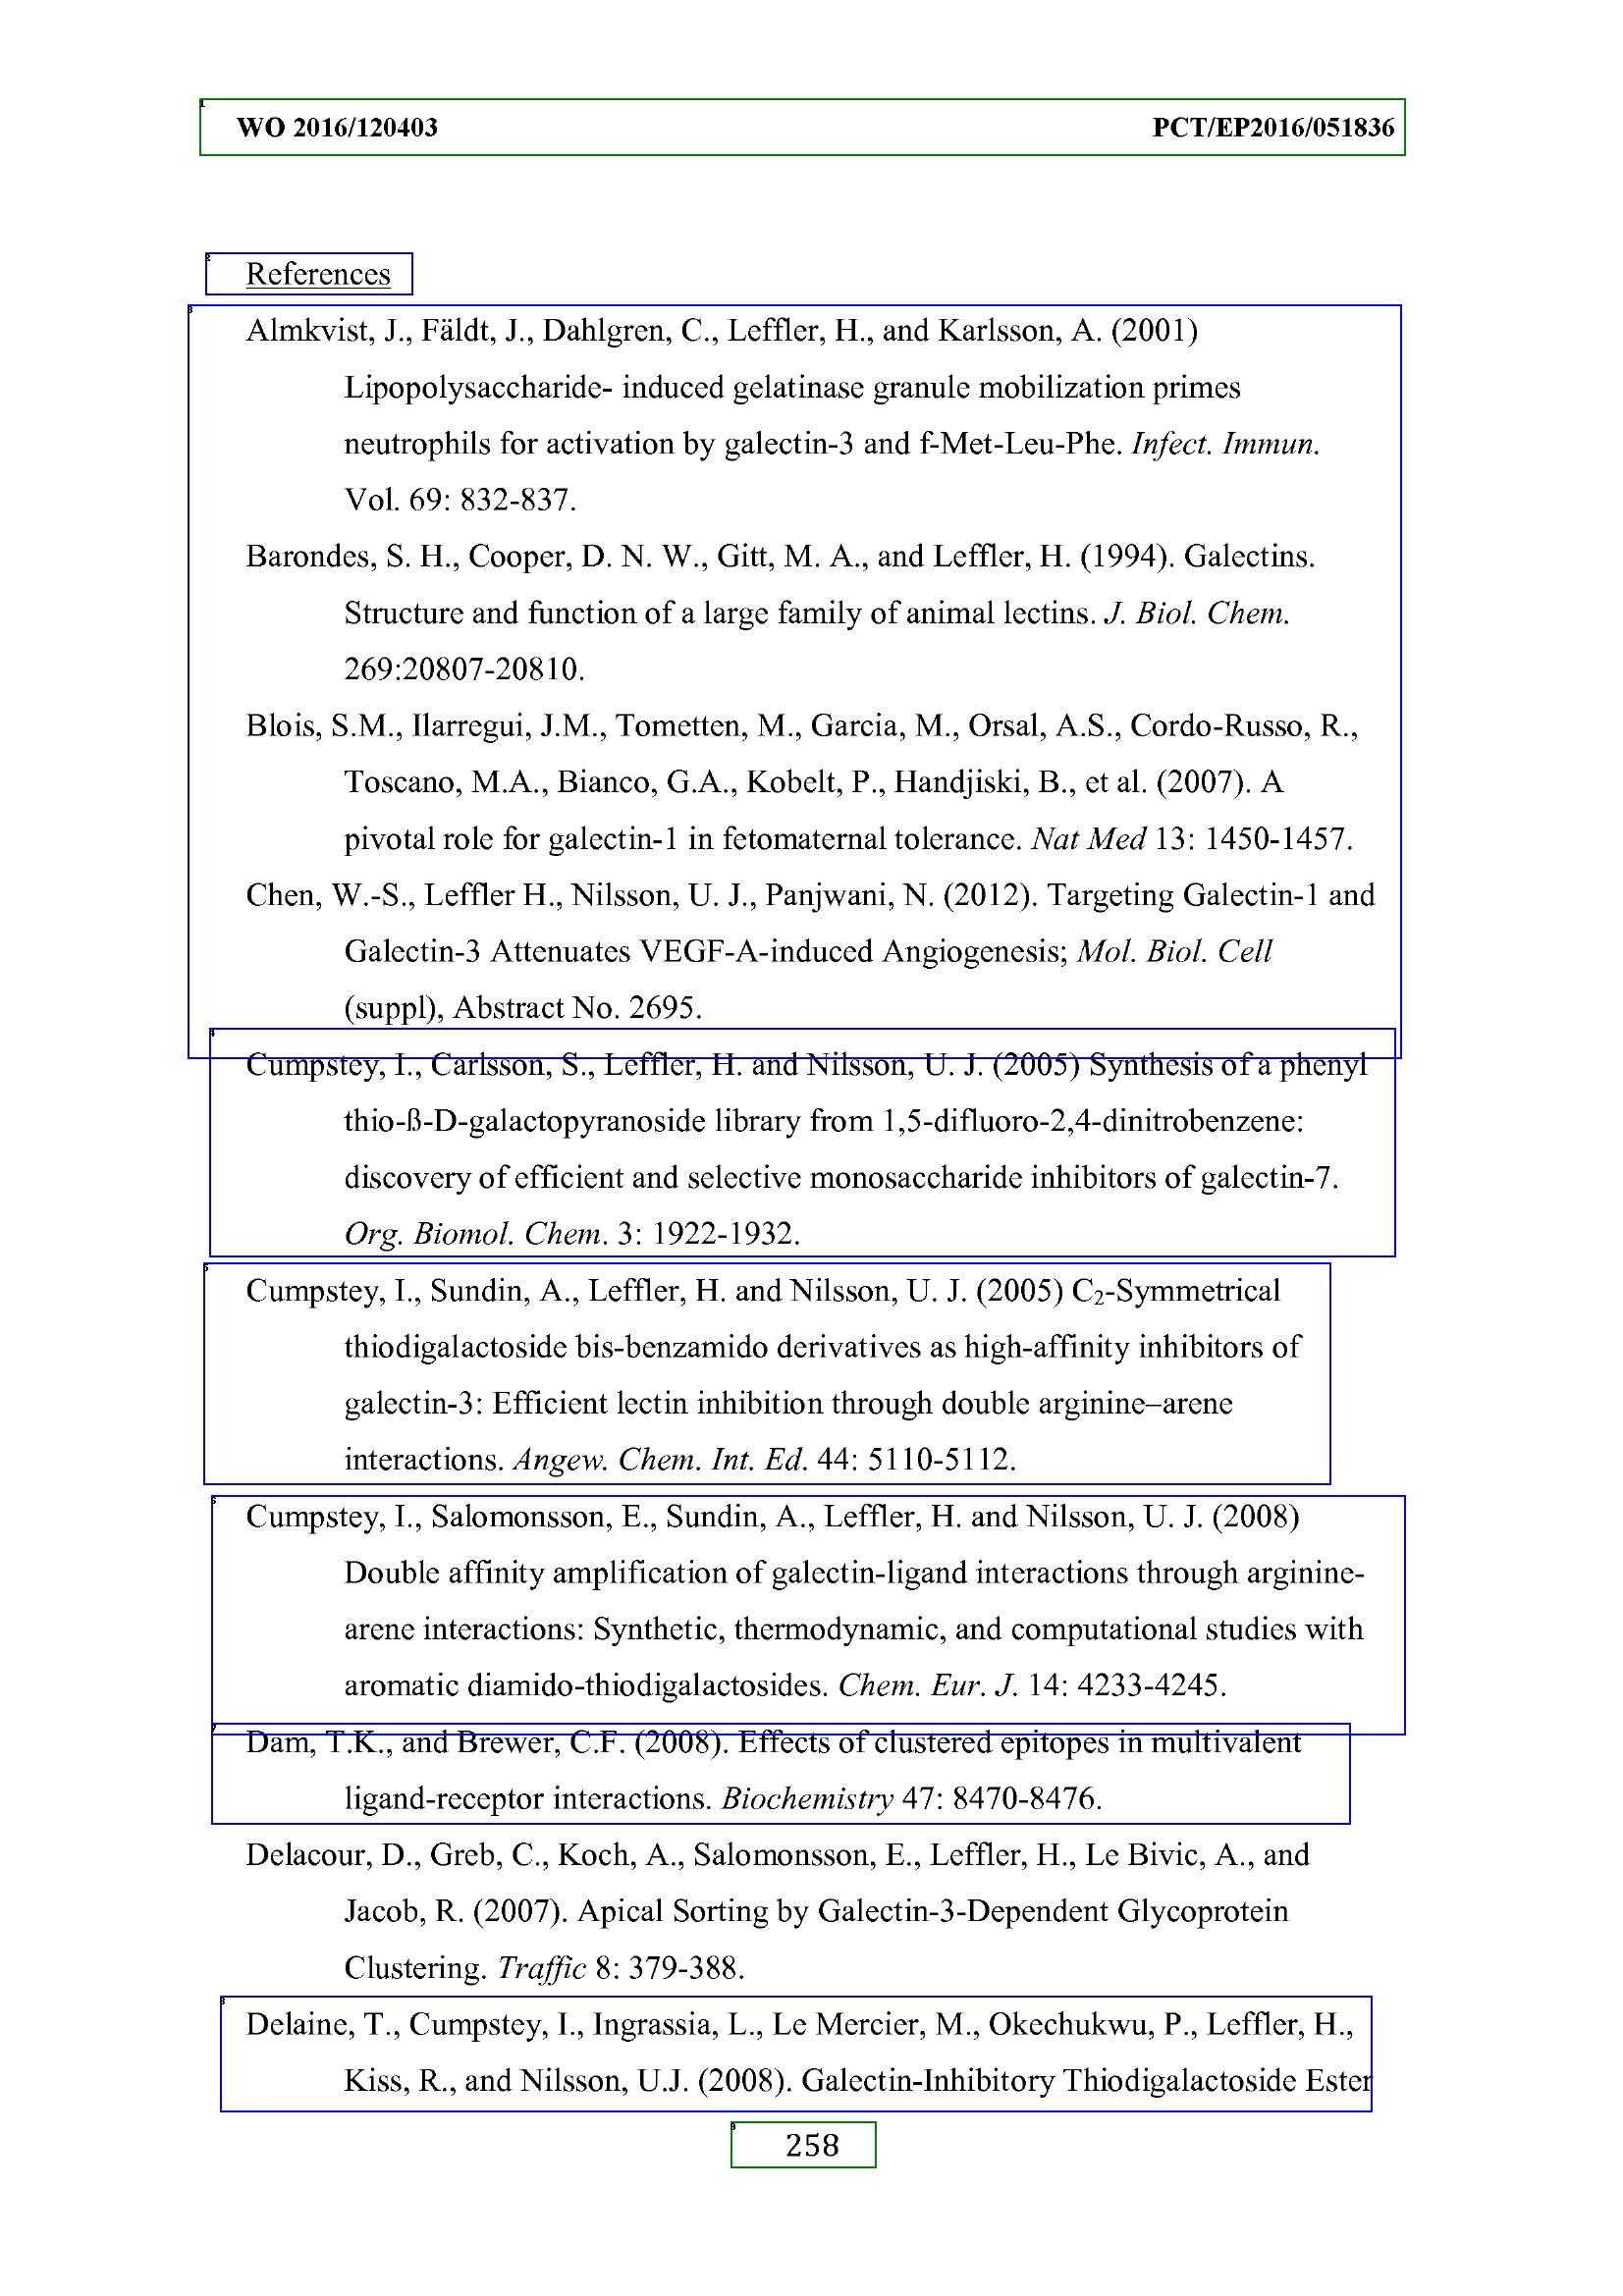 WO 2016/120403 PCT/EP2016/051836
References
Almkvist, J., Fäldt, J., Dahlgren, C., Leffler, H., and Karlsson, A. (2001)
Lipopolysaccharide- induced gelatinase granule mobilization primes
neutrophils for activation by galectin-3 and f-Met-Leu-Phe. Infect. Immun.
Vol. 69: 832-837.
Barondes, S. H., Cooper, D. N. W., Gitt, M. A., and Leffler, H. (1994). Galectins.
Structure and function of a large family of animal lectins. J. Biol. Chem.
269:20807-20810.
Blois, S.M., Ilarregui, J.M., Tometten, M., Garcia, M., Orsal, A.S., Cordo-Russo, R.,
Toscano, M.A., Bianco, G.A., Kobelt, P., Handjiski, B., et al. (2007). A
pivotal role for galectin-1 in fetomaternal tolerance. Nat Med 13: 1450-1457.
Chen, W.-S., Leffler H., Nilsson, U. J., Panjwani, N. (2012). Targeting Galectin-1 and
Galectin-3 Attenuates VEGF-A-induced Angiogenesis; Mol. Biol. Cell
(suppl), Abstract No. 2695.
Cumpstey, I., Carlsson, S., Leffler, H. and Nilsson, U. J. (2005) Synthesis of a phenyl
thio-ß-D-galactopyranoside library from 1,5-difluoro-2,4-dinitrobenzene:
discovery of efficient and selective monosaccharide inhibitors of galectin-7.
Org. Biomol. Chem. 3: 1922-1932.
Cumpstey, I., Sundin, A., Leffler, H. and Nilsson, U. J. (2005) C₂-Symmetrical
thiodigalactoside bis-benzamido derivatives as high-affinity inhibitors of
galectin-3: Efficient lectin inhibition through double arginine–arene
interactions. Angew. Chem. Int. Ed. 44: 5110-5112.
Cumpstey, I., Salomonsson, E., Sundin, A., Leffler, H. and Nilsson, U. J. (2008)
Double affinity amplification of galectin-ligand interactions through arginine-
arene interactions: Synthetic, thermodynamic, and computational studies with
aromatic diamido-thiodigalactosides. Chem. Eur. J. 14: 4233-4245.
Dam, T.K., and Brewer, C.F. (2008). Effects of clustered epitopes in multivalent
ligand-receptor interactions. Biochemistry 47: 8470-8476.
Delacour, D., Greb, C., Koch, A., Salomonsson, E., Leffler, H., Le Bivic, A., and
Jacob, R. (2007). Apical Sorting by Galectin-3-Dependent Glycoprotein
Clustering. Traffic 8: 379-388.
Delaine, T., Cumpstey, I., Ingrassia, L., Le Mercier, M., Okechukwu, P., Leffler, H.,
Kiss, R., and Nilsson, U.J. (2008). Galectin-Inhibitory Thiodigalactoside Ester
258